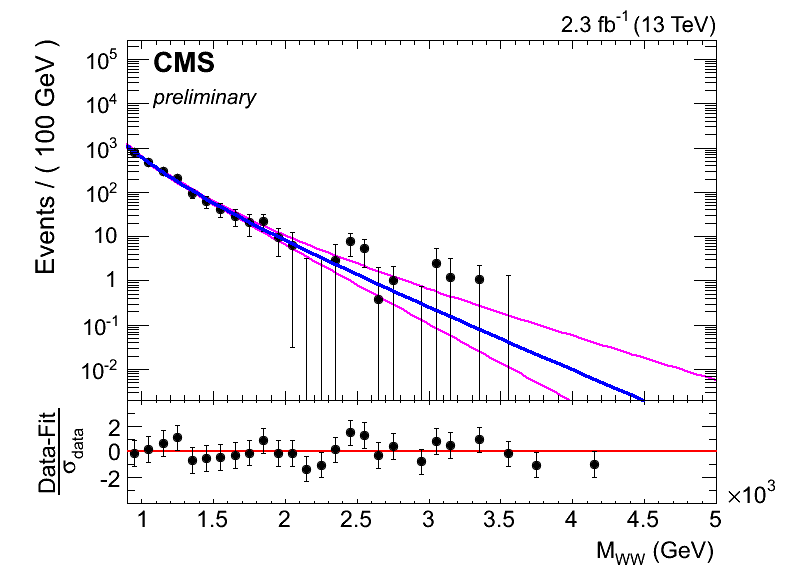 2.3 fb⁻¹ (13 TeV)
CMS
preliminary
Events / ( 100 GeV )
10⁵
10⁴
10³
10²
10
1
10⁻¹
10⁻²
Data-Fit
σdata
2
0
-2
1 1.5 2 2.5 3 3.5 4 4.5 5
×10³
M_WW (GeV)